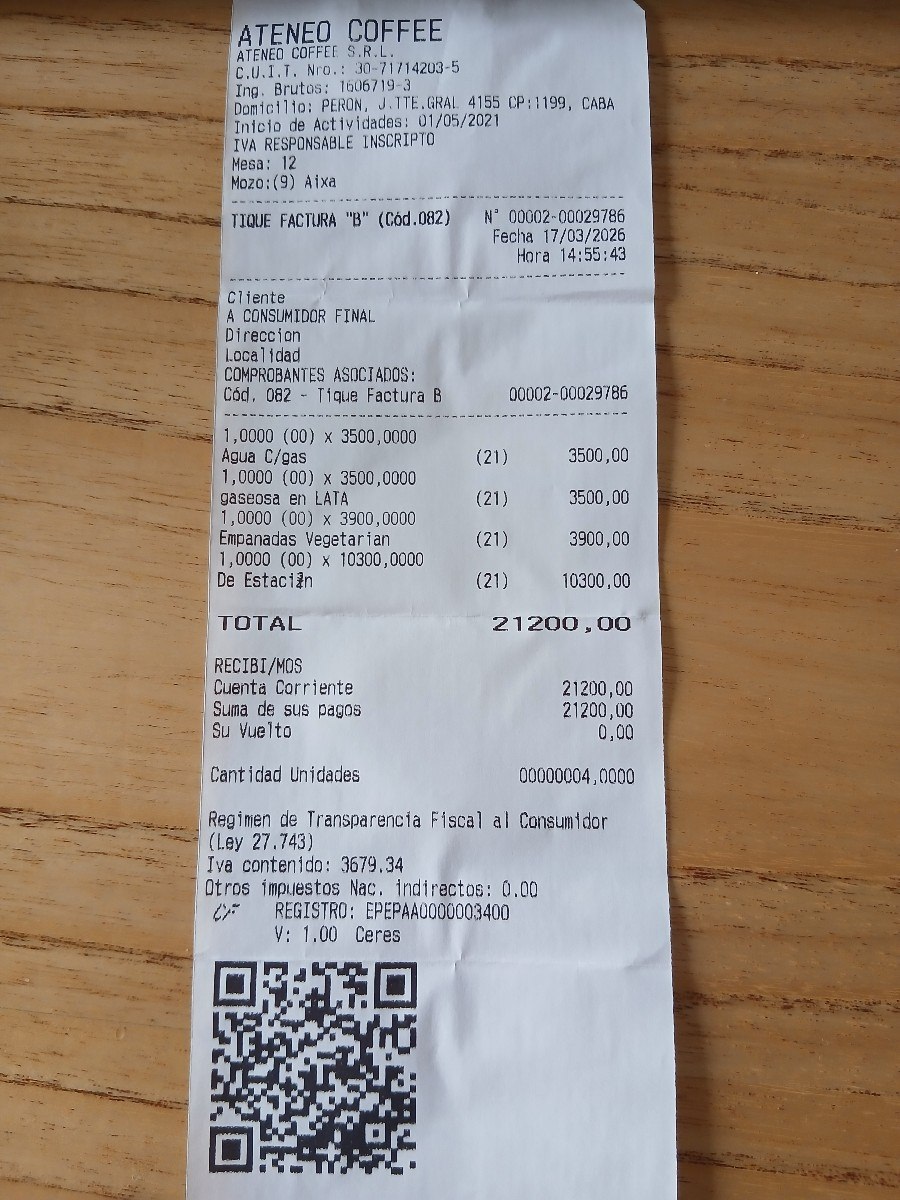 ATENEO COFFEE
ATENEO COFFEE S.R.L.
C.U.I.T. Nro.: 30-71714203-5
Ing. Brutos: 1606719-3
Domicilio: PERON, J.TTE.GRAL 4155 CP:1199, CABA
Inicio de Actividades: 01/05/2021
IVA RESPONSABLE INSCRIPTO
Mesa: 12
Mozo:(9) Aixa
TIQUE FACTURA "B" (Cód.082) N° 00002-00029786
Fecha 17/03/2026
Hora 14:55:43
Cliente
A CONSUMIDOR FINAL
Direccion
Localidad
COMPROBANTES ASOCIADOS:
Cód. 082 - Tique Factura B 00002-00029786
1,0000 (00) x 3500,0000
Agua C/gas (21) 3500,00
1,0000 (00) x 3500,0000
gaseosa en LATA (21) 3500,00
1,0000 (00) x 3900,0000
Empanadas Vegetarian (21) 3900,00
1,0000 (00) x 10300,0000
De Estación (21) 10300,00
TOTAL 21200,00
RECIBI/MOS
Cuenta Corriente 21200,00
Suma de sus pagos 21200,00
Su Vuelto 0,00
Cantidad Unidades 00000004,0000
Regimen de Transparencia Fiscal al Consumidor
(Ley 27.743)
Iva contenido: 3679.34
Otros impuestos Nac. indirectos: 0.00
CF REGISTRO: EPEPAA0000003400
V: 1.00 Ceres